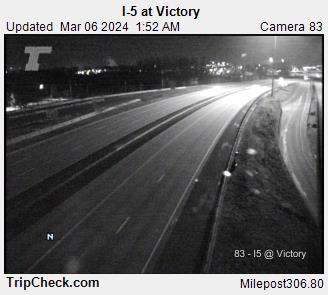 I-5 at Victory
Updated Mar 06 2024 1:52 AM Camera 83
T
N
83 - I5 @ Victory
TripCheck.com Milepost306.80